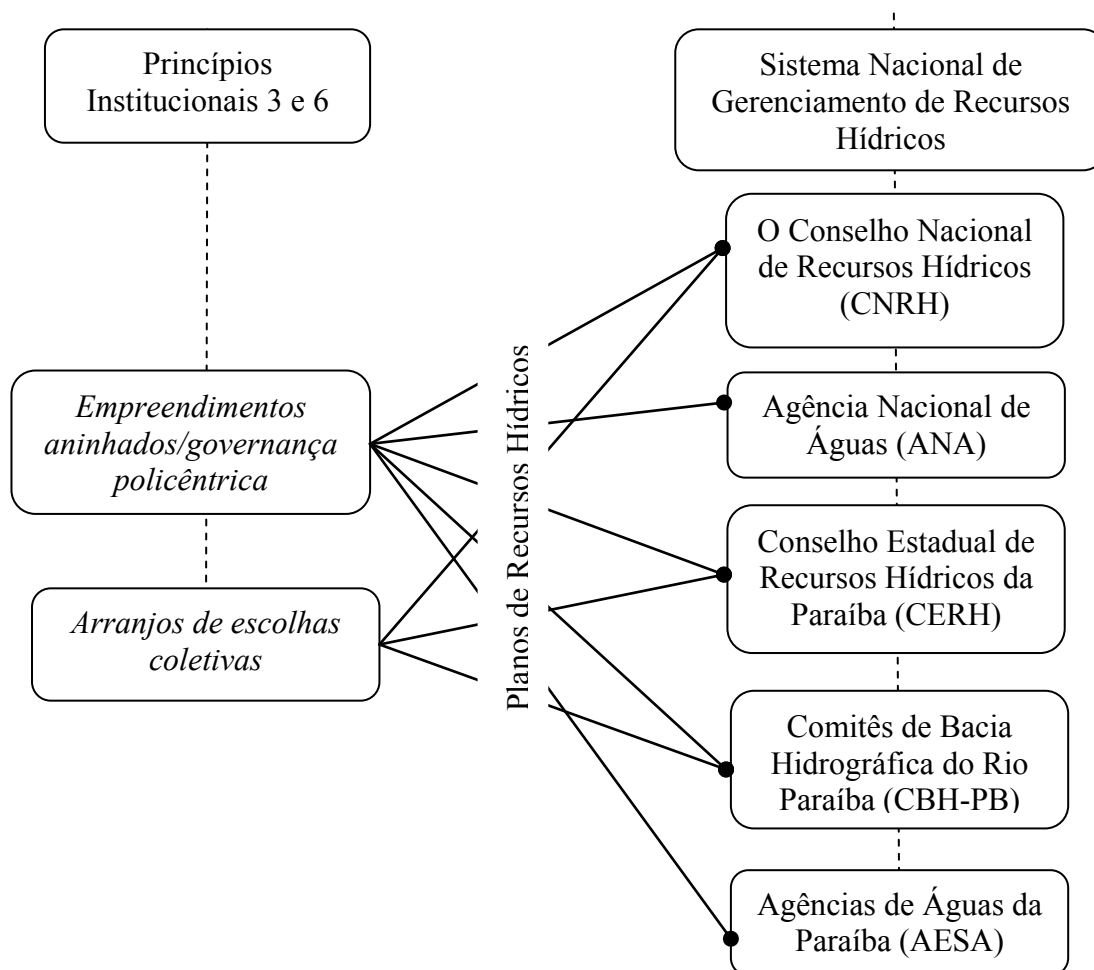 Princípios
Institucionais 3 e 6
Empreendimentos
aninhados/governança
policêntrica
Arranjos de escolhas
coletivas
Planos de Recursos Hídricos
Sistema Nacional de
Gerenciamento de Recursos
Hídricos
O Conselho Nacional
de Recursos Hídricos
(CNRH)
Agência Nacional de
Águas (ANA)
Conselho Estadual de
Recursos Hídricos da
Paraíba (CERH)
Comitês de Bacia
Hidrográfica do Rio
Paraíba (CBH-PB)
Agências de Águas da
Paraíba (AESA)